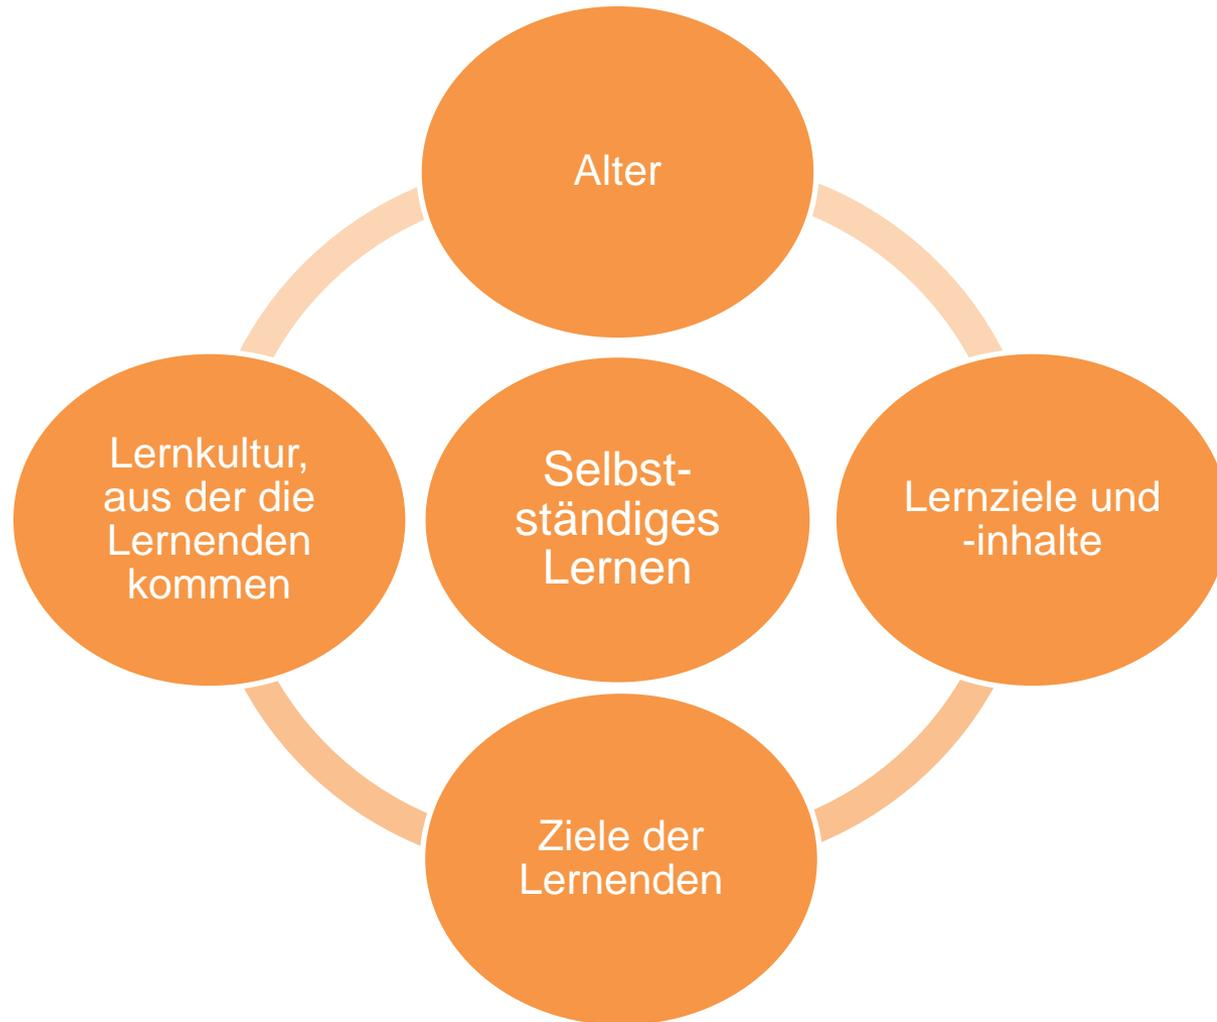 Alter
Lernkultur,
aus der die
Lernenden
kommen
Selbst-
ständiges
Lernen
Lernziele und
-inhalte
Ziele der
Lernenden